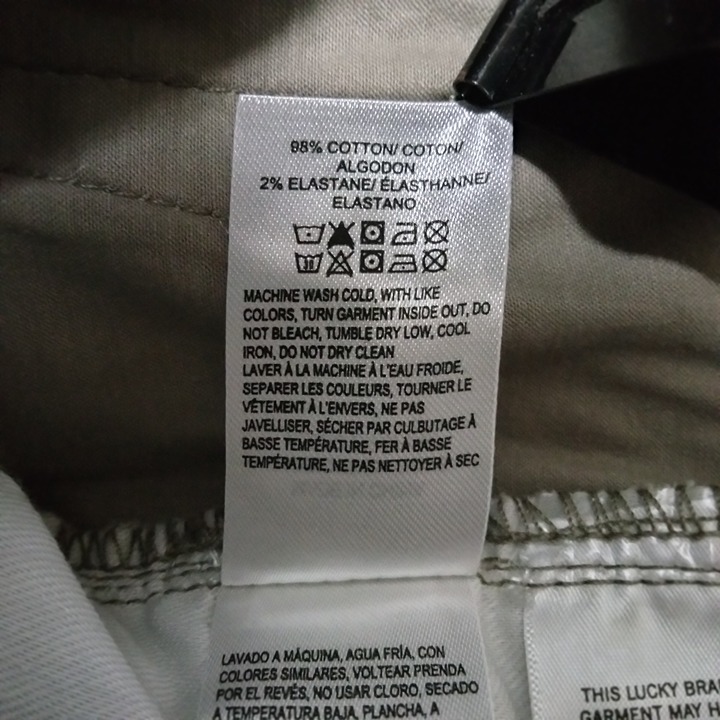 98% COTTON/ COTON/
ALGODON
2% ELASTANE/ ÉLASTHANNE/
ELASTANO
MACHINE WASH COLD, WITH LIKE
COLORS, TURN GARMENT INSIDE OUT, DO
NOT BLEACH, TUMBLE DRY LOW, COOL
IRON, DO NOT DRY CLEAN
LAVER À LA MACHINE À L'EAU FROIDE,
SEPARER LES COULEURS, TOURNER LE
VÉTEMENT À L'ENVERS, NE PAS
JAVELLISER, SÉCHER PAR CULBUTAGE À
BASSE TEMPÉRATURE, FER À BASSE
TEMPÉRATURE, NE PAS NETTOYER À SEC
LAVADO A MÁQUINA, AGUA FRÍA, CON
COLORES SIMILARES, VOLTEAR PRENDA
POR EL REVÉS, NO USAR CLORO, SECADO
A TEMPERATURA BAJA, PLANCHA, A
THIS LUCKY BRA
GARMENT MAY H